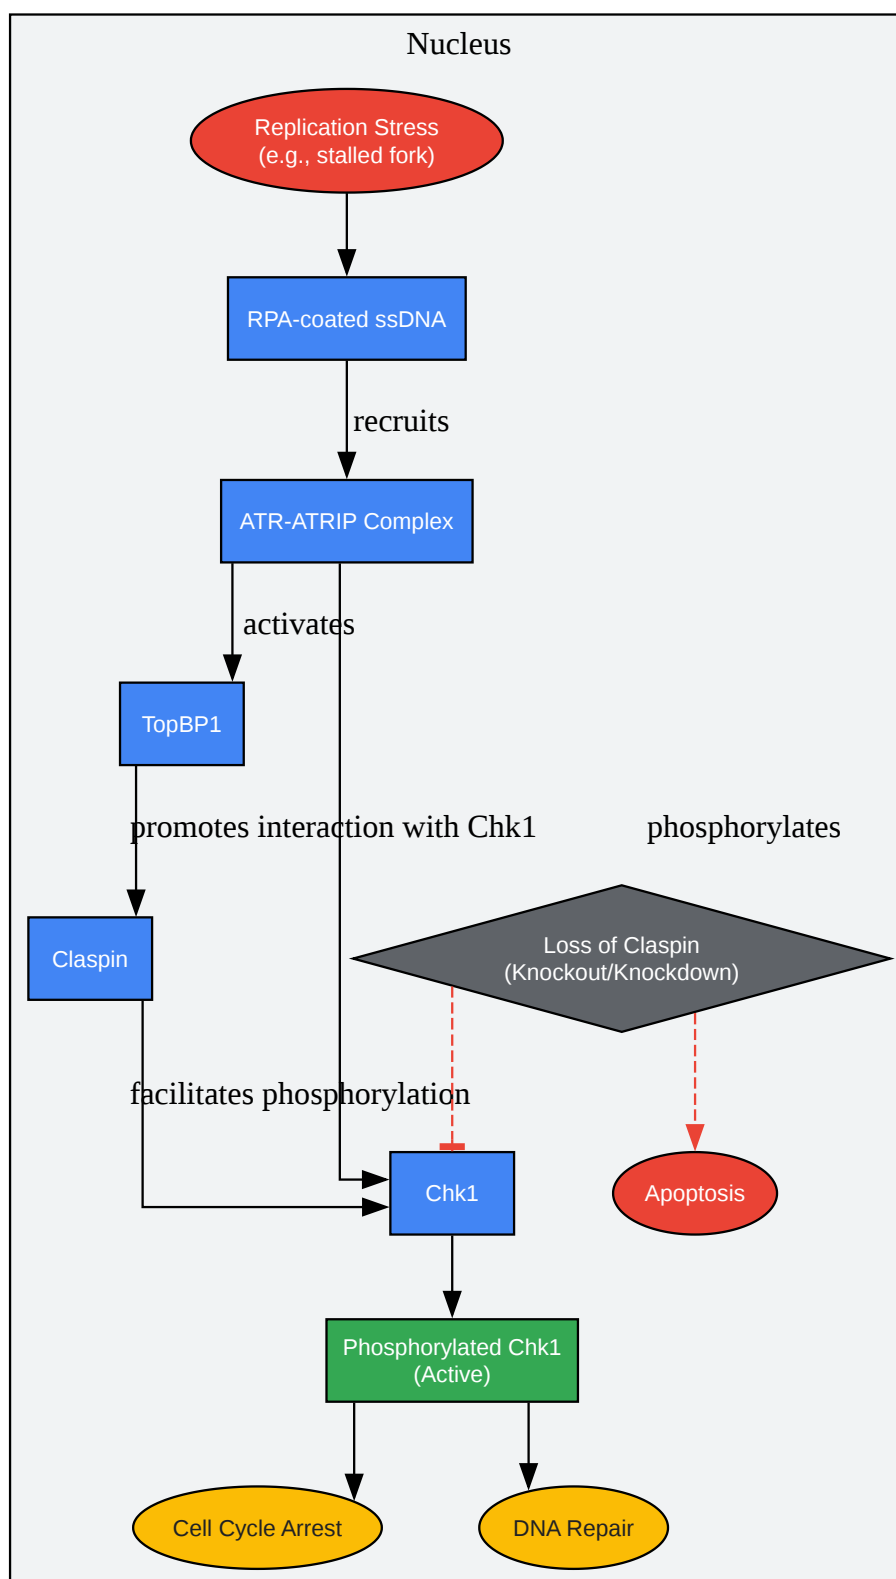 Nucleus
Replication Stress
(e.g., stalled fork)
RPA-coated ssDNA
recruits
ATR-ATRIP Complex
activates
TopBP1
promotes interaction with Chk1
phosphorylates
Claspin
Loss of Claspin
(Knockout/Knockdown)
facilitates phosphorylation
Chk1
Apoptosis
Phosphorylated Chk1
(Active)
Cell Cycle Arrest
DNA Repair